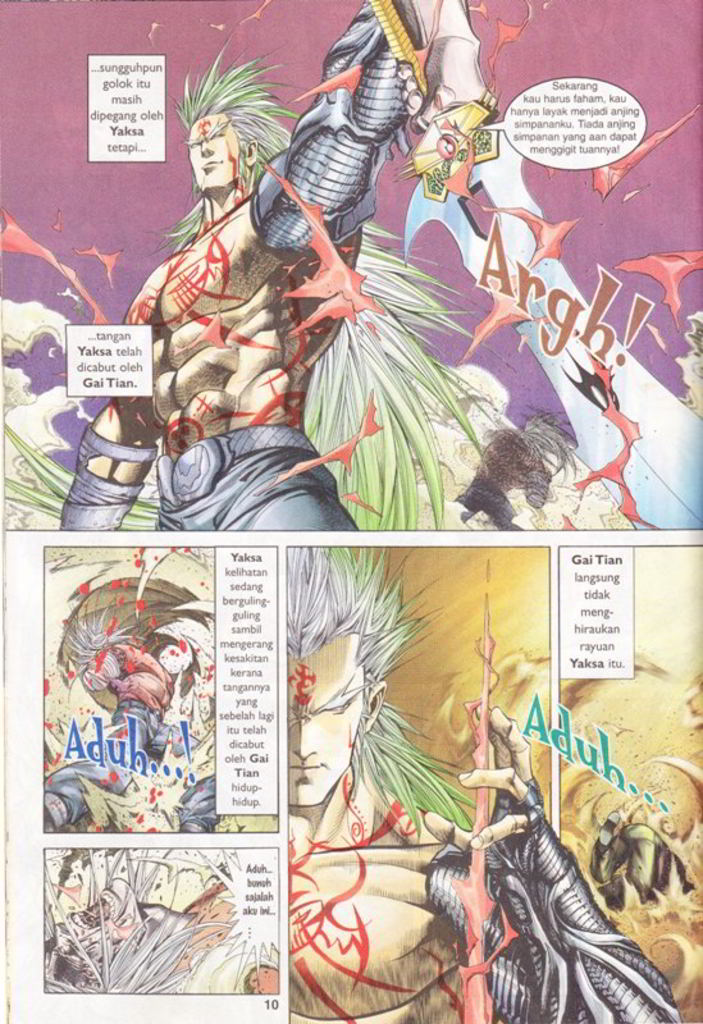 ...sungguhpun
golok itu
masih
dipegang oleh
Yaksa
tetapi...
Sekarang
kau harus faham, kau
hanya layak menjadi anjing
simpananku. Tiada anjing
simpanan yang aan dapat
menggigit tuannya!
Argh!
...tangan
Yaksa telah
dicabut oleh
Gai Tian.
Yaksa
kelihatan
sedang
berguling-
guling
sambil
mengerang
kesakitan
kerana
tangannya
yang
sebelah lagi
itu telah
dicabut
oleh Gai
Tian
hidup-
hidup.
Aduh....!
Gai Tian
langsung
tidak
meng-
hiraukan
rayuan
Yaksa itu.
Aduh...
Aduh...
bunuh
sajalah
aku ini...
...
10